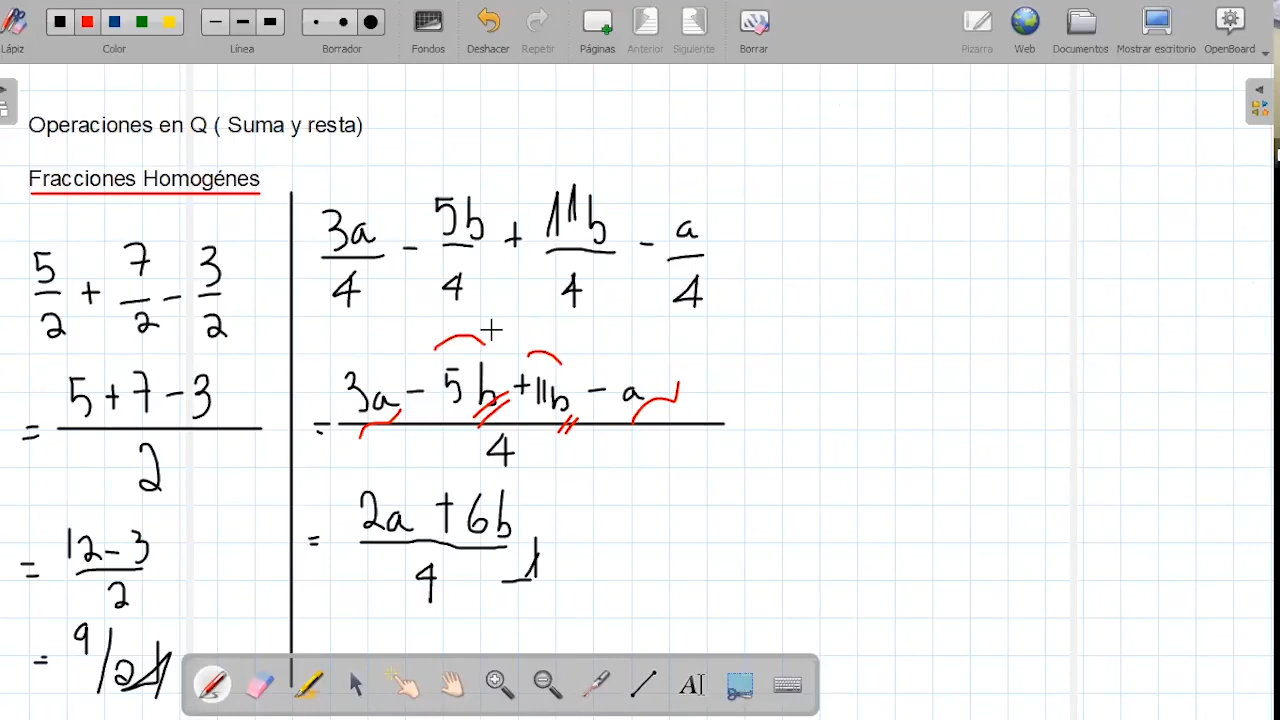 Lápiz Color Línea Borrador Fondos Deshacer Repetir Páginas Anterior Siguiente Borrar Pizarra Web Documentos Mostrar escritorio OpenBoard
Operaciones en Q ( Suma y resta)
Fracciones Homogénes
5/2 + 7/2 - 3/2
= (5 + 7 - 3)/2
= (12 - 3)/2
= 9/2
3a/4 - 5b/4 + 11b/4 - a/4
= (3a - 5b + 11b - a)/4
= (2a + 6b)/4